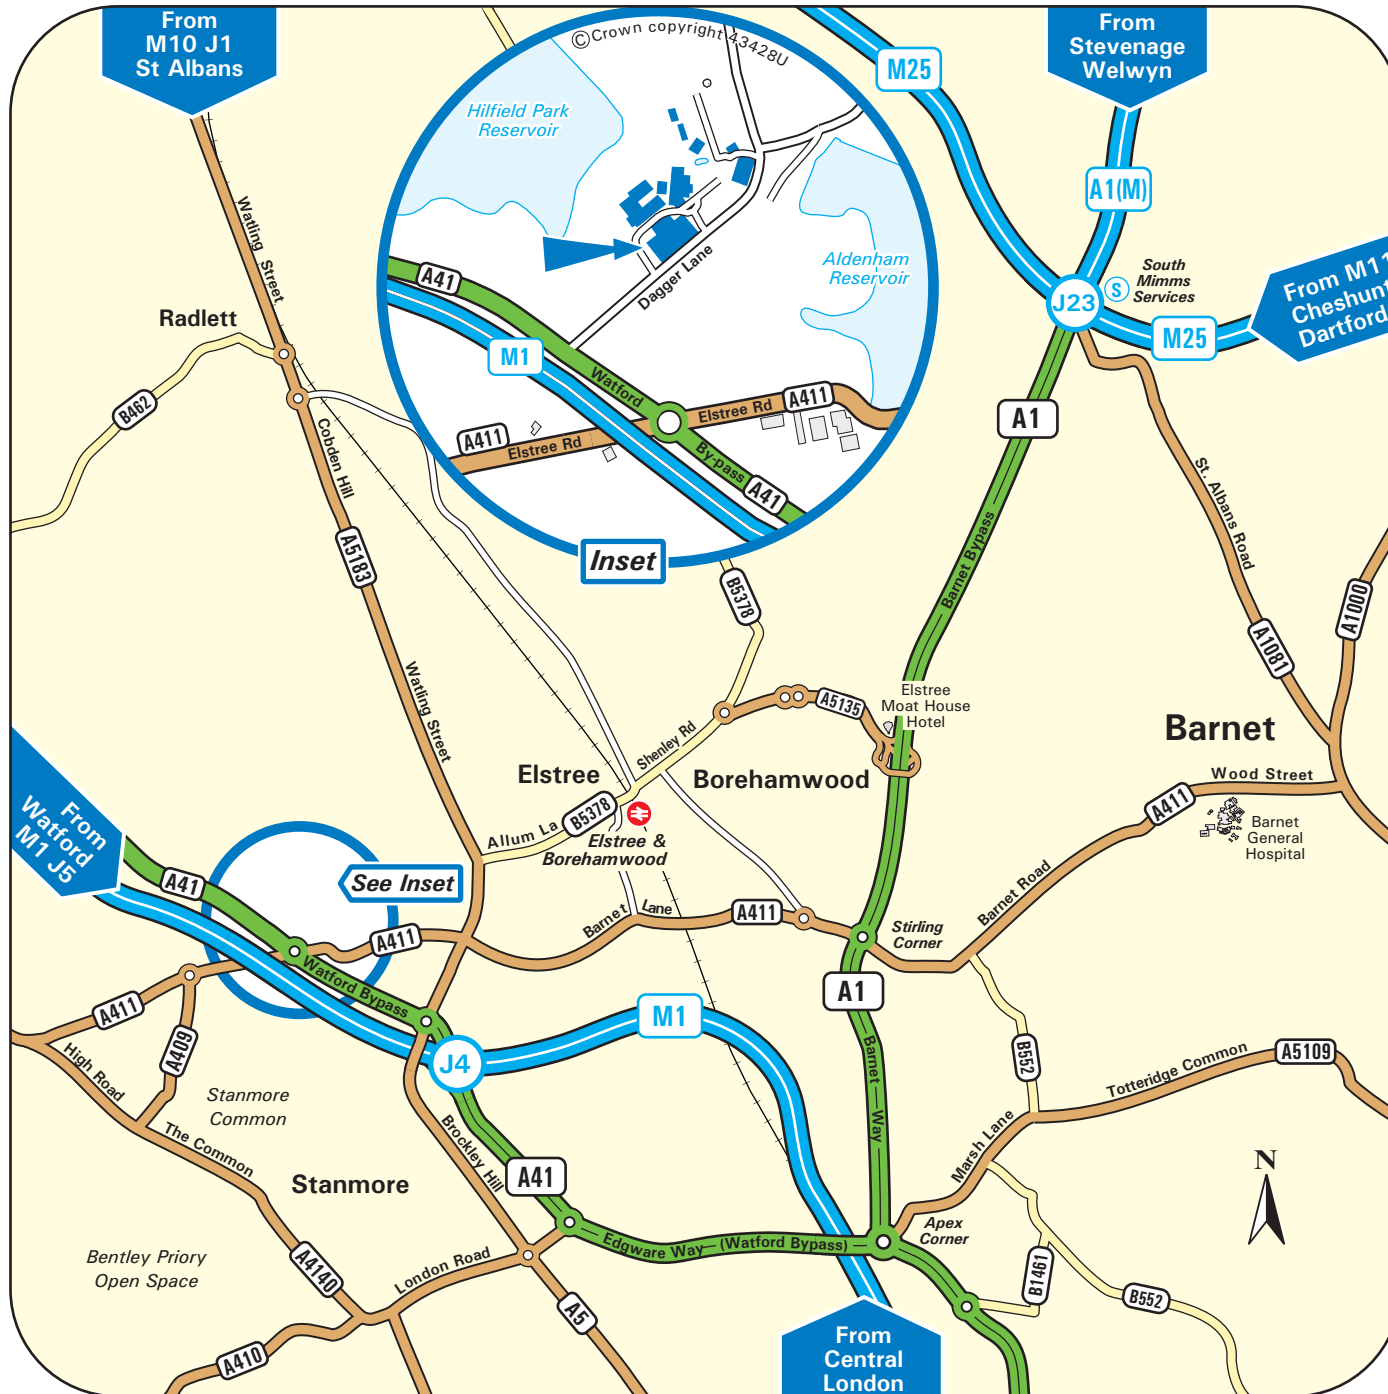 From
M10 J1
St Albans
©Crown copyright 43428U
M25
From
Stevenage
Welwyn
Hilfield Park
Reservoir
A1(M)
Watling Street
Aldenham
Reservoir
South
Mimms
Services
S
J23
From M11
Cheshunt
Dartford
M25
Dagger Lane
A41
M1
Radlett
B462
Watford
Elstree Rd
A411
A411
Elstree Rd
By-pass
A41
A1
Cobden Hill
St. Albans Road
A5183
Inset
B5378
Barnet Bypass
A1000
A1081
Watling Street
A5135
Elstree
Moat House
Hotel
Barnet
Shenley Rd
Elstree
Borehamwood
Wood Street
A411
B5378
Allum La
Elstree &
Borehamwood
Barnet
General
Hospital
From
Watford
M1 J5
A41
See Inset
Barnet Road
Barnet Lane
A411
A411
Stirling
Corner
Watford Bypass
A1
A411
M1
A409
High Road
J4
Barnet Way
B552
Totteridge Common
A5109
Stanmore
Common
The Common
Brockley Hill
Marsh Lane
A41
Stanmore
N
Apex
Corner
Edgware Way (Watford Bypass)
Bentley Priory
Open Space
A4140
London Road
B1461
B552
A5
A410
From
Central
London